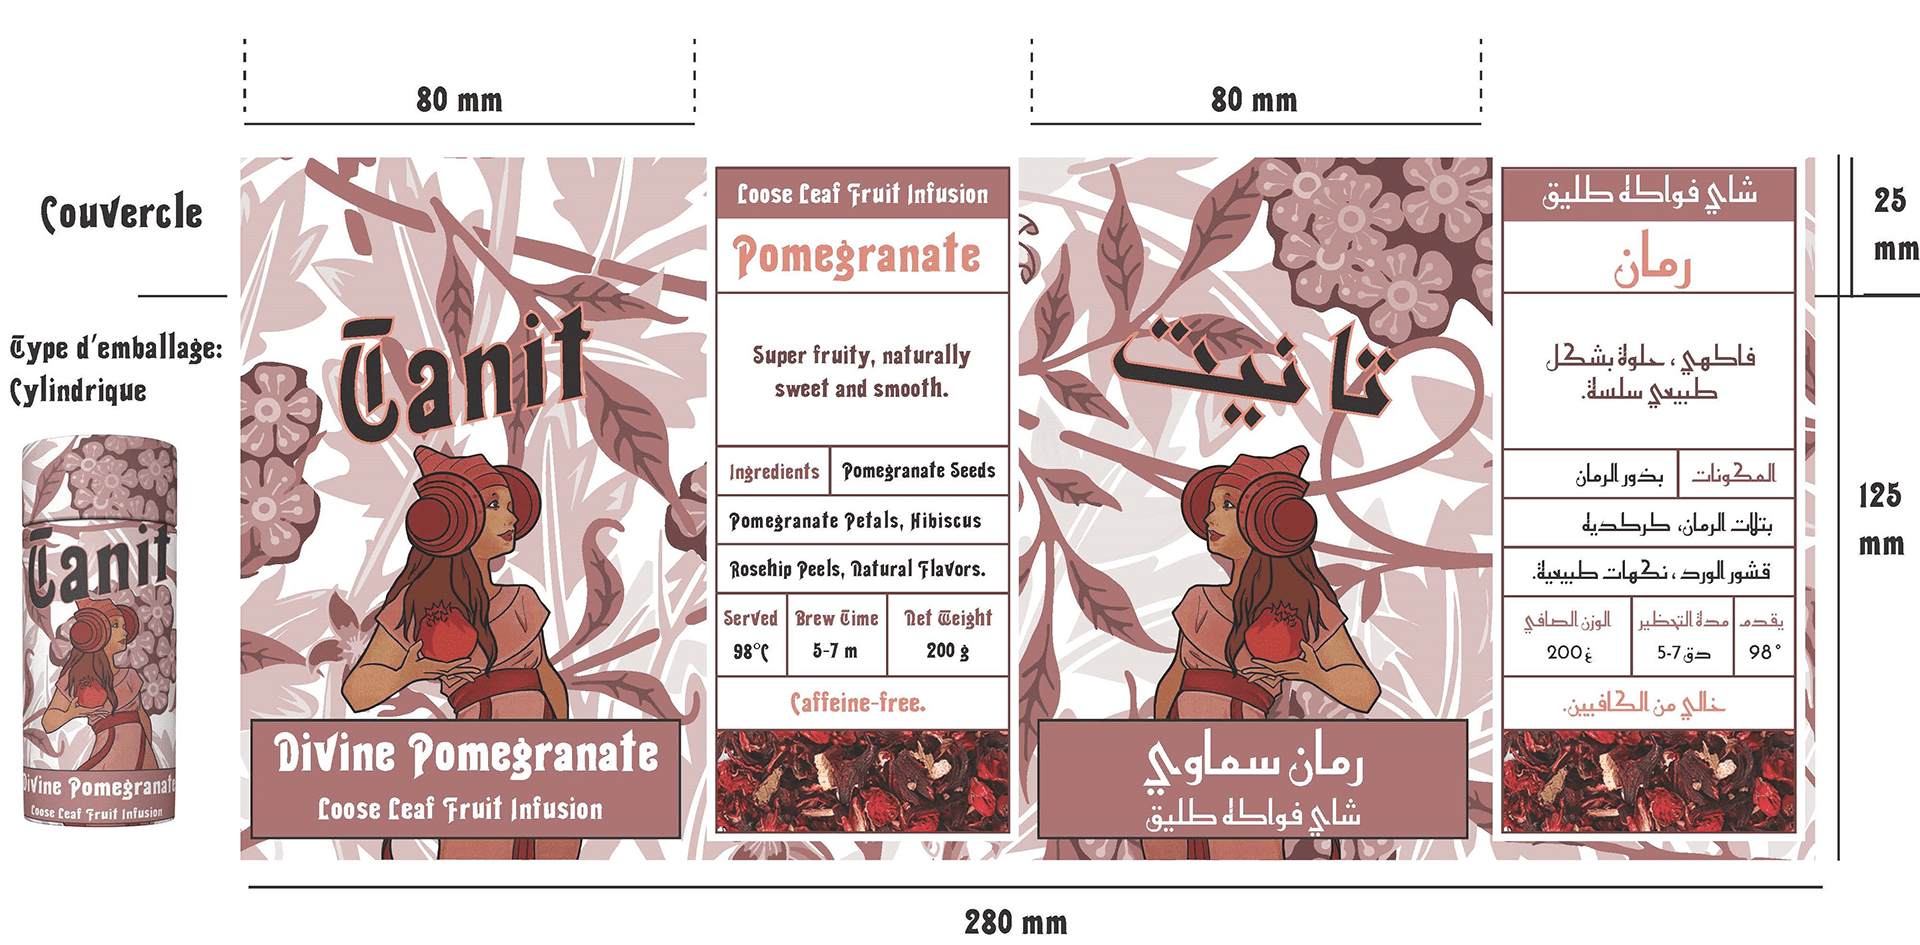 80 mm
80 mm
Couvercle
Type d'emballage:
Cylindrique
Tanit
Divine Pomegranate
Loose Leaf Fruit Infusion
Tanit
Divine Pomegranate
Loose Leaf Fruit Infusion
Loose Leaf Fruit Infusion
Pomegranate
Super fruity, naturally
sweet and smooth.
Ingredients Pomegranate Seeds
Pomegranate Petals, Hibiscus
Rosehip Peels, Natural Flavors.
Served Brew Time Net Weight
98°C 5-7 m 200 g
Caffeine-free.
تانيت
رمان سماوي
شاي فواكه طليق
شاي فواكه طليق
رمان
فاكهي، حلوة بشكل
طبيعي سلسة.
المكونات بذور الرمان
بتلات الرمان، كركديه
قشور الورد، نكهات طبيعية.
يقدم مدة التحظير الوزن الصافي
98° 5-7 دق 200 غ
خالي من الكافيين.
25
mm
125
mm
280 mm